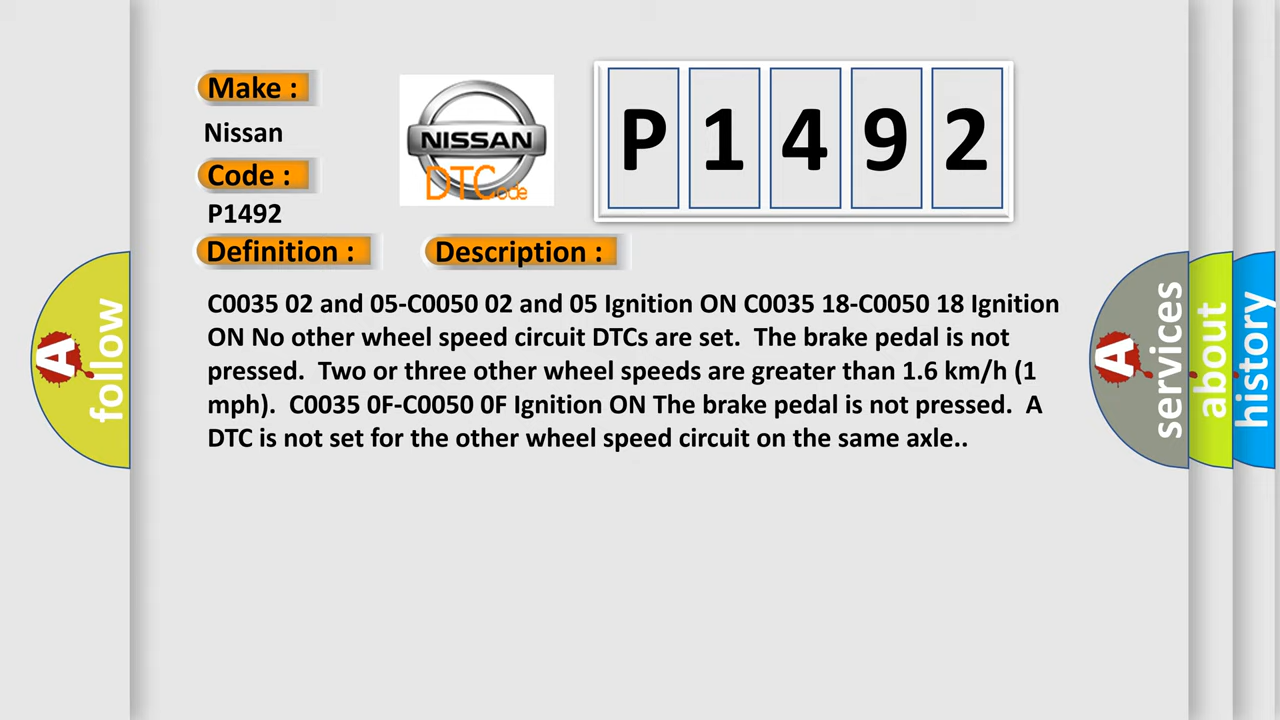 Make :
Nissan
Code :
P1492
Definition :
Description :
NISSAN
DTCode
P1492
C0035 02 and 05-C0050 02 and 05 Ignition ON C0035 18-C0050 18 Ignition
ON No other wheel speed circuit DTCs are set. The brake pedal is not
pressed. Two or three other wheel speeds are greater than 1.6 km/h (1
mph). C0035 0F-C0050 0F Ignition ON The brake pedal is not pressed. A
DTC is not set for the other wheel speed circuit on the same axle..
A
follow
A
services
about
history